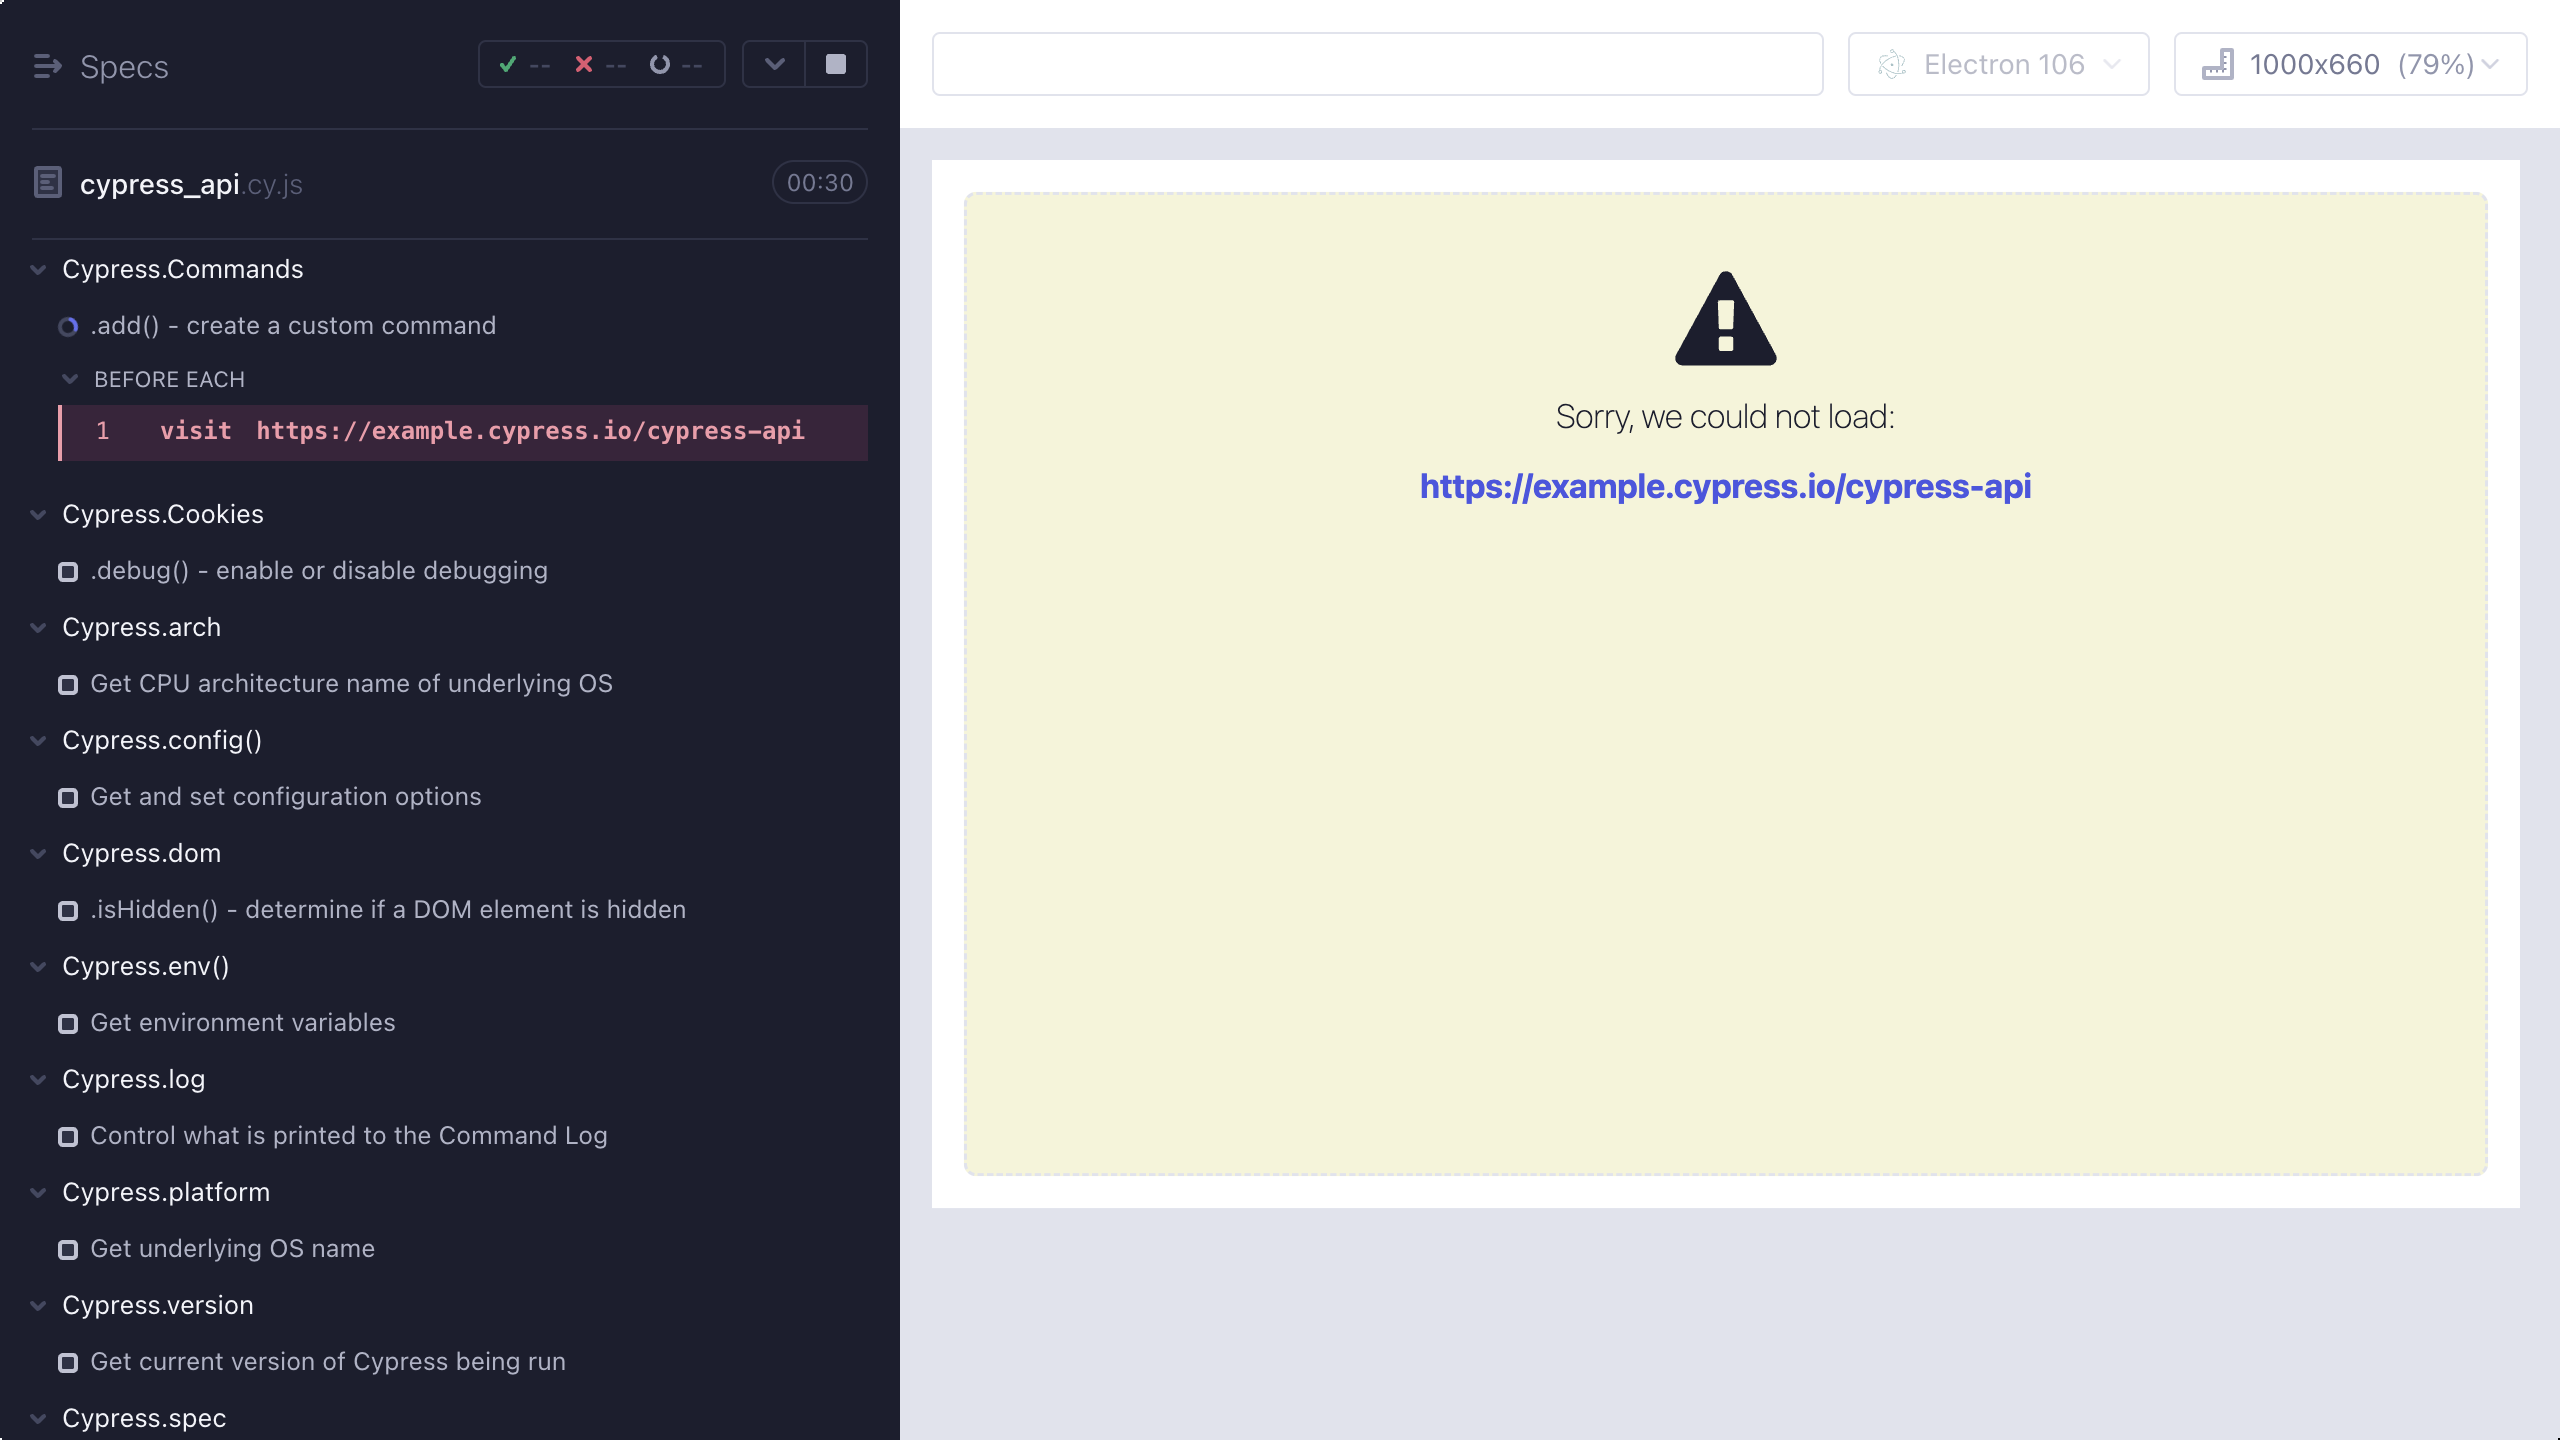 Specs
-- -- --
cypress_api.cy.js
00:30
Cypress.Commands
.add() - create a custom command
BEFORE EACH
1 visit https://example.cypress.io/cypress-api
Cypress.Cookies
.debug() - enable or disable debugging
Cypress.arch
Get CPU architecture name of underlying OS
Cypress.config()
Get and set configuration options
Cypress.dom
.isHidden() - determine if a DOM element is hidden
Cypress.env()
Get environment variables
Cypress.log
Control what is printed to the Command Log
Cypress.platform
Get underlying OS name
Cypress.version
Get current version of Cypress being run
Cypress.spec
Electron 106
1000x660 (79%)
Sorry, we could not load:
https://example.cypress.io/cypress-api